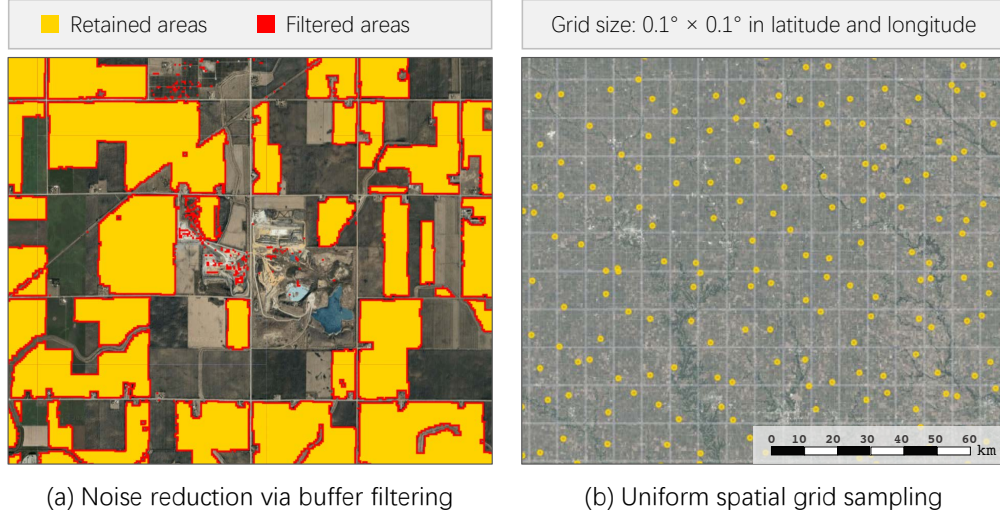 Retained areas
Filtered areas
Grid size: 0.1° × 0.1° in latitude and longitude
0 10 20 30 40 50 60
km
(a) Noise reduction via buffer filtering
(b) Uniform spatial grid sampling